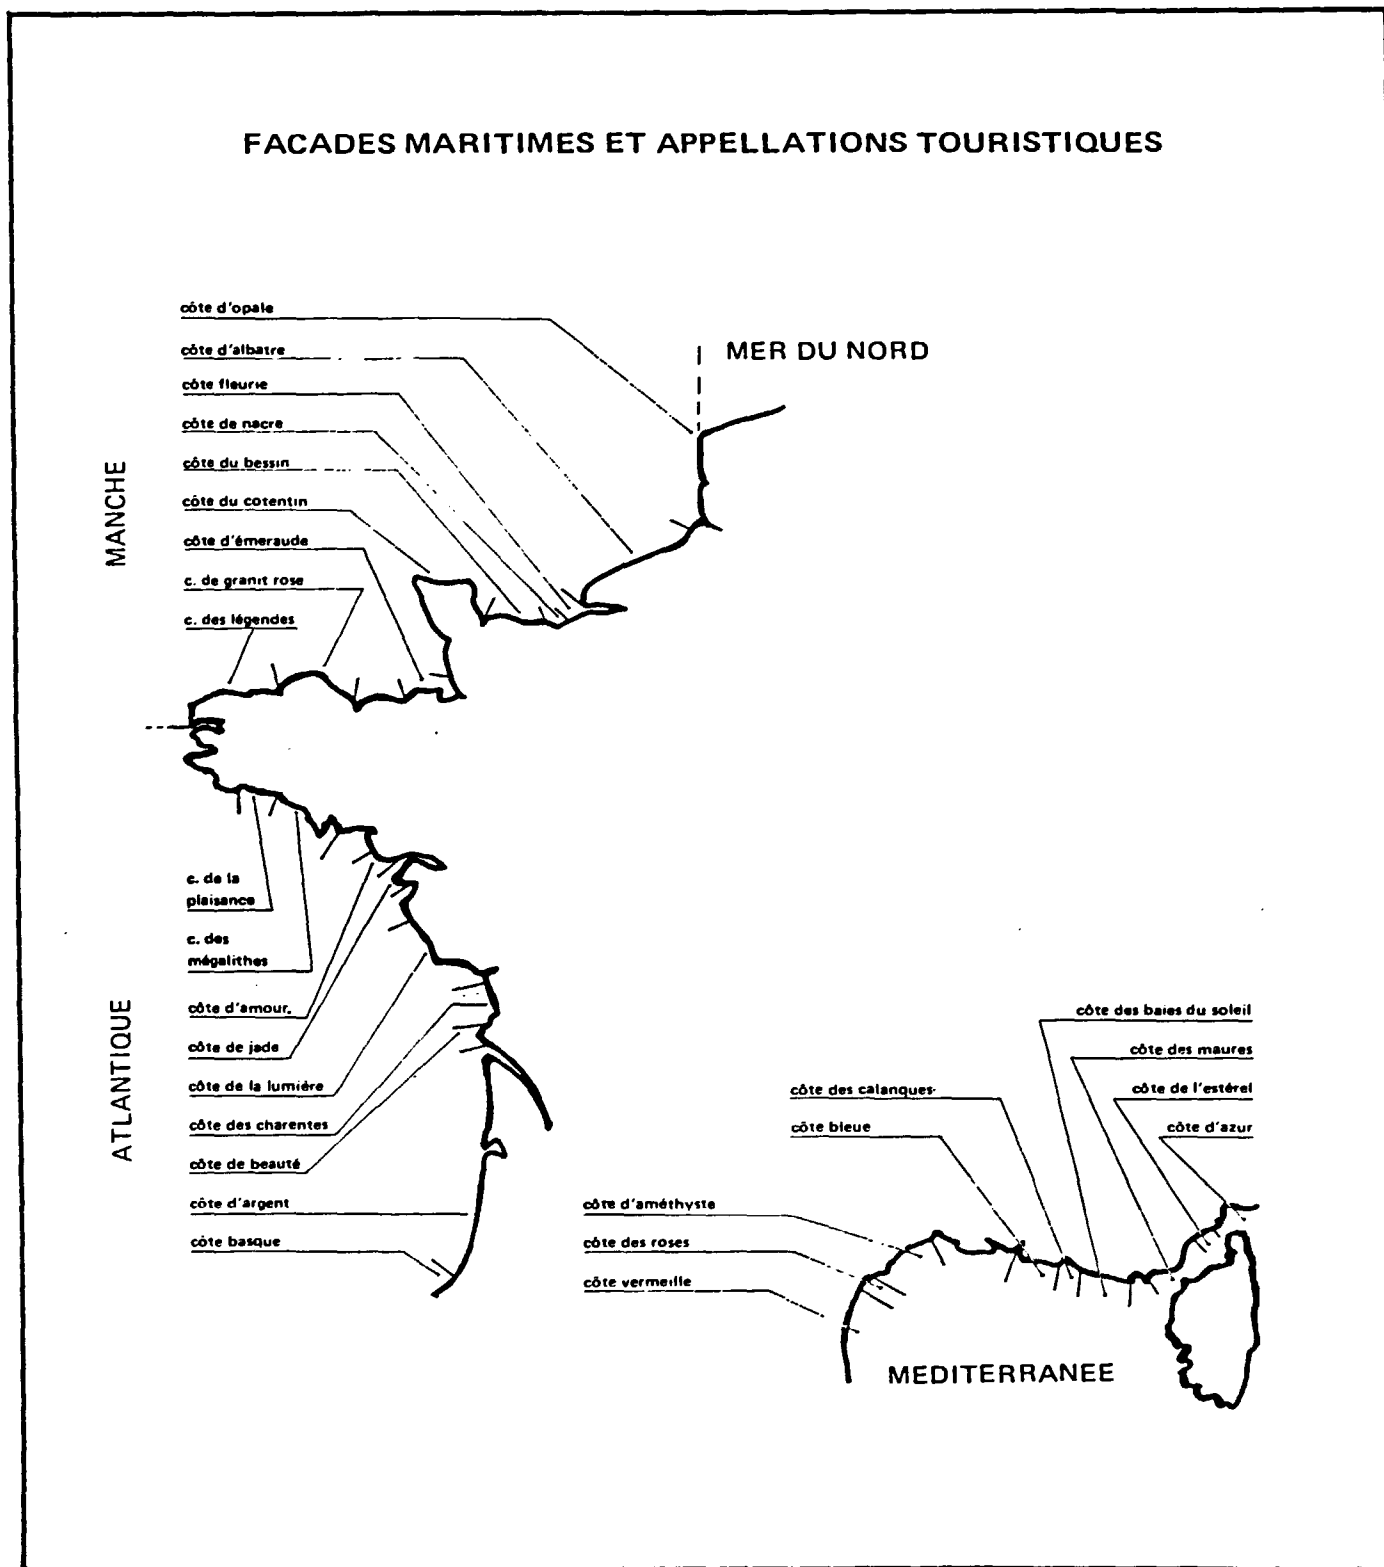 FACADES MARITIMES ET APPELLATIONS TOURISTIQUES
côte d'opale
MER DU NORD
côte d'albatre
côte fleurie
côte de nacre
côte du bessin
MANCHE
côte du cotentin
côte d'émeraude
c. de granit rose
c. des légendes
c. de la
plaisance
c. des
mégalithes
ATLANTIQUE
côte d'amour.
côte de jade
côte de la lumière
côte des charentes
côte de beauté
côte d'argent
côte basque
côte des baies du soleil
côte des maures
côte de l'estérel
côte d'azur
côte des calanques
côte bleue
côte d'améthyste
côte des roses
côte vermeille
MEDITERRANEE